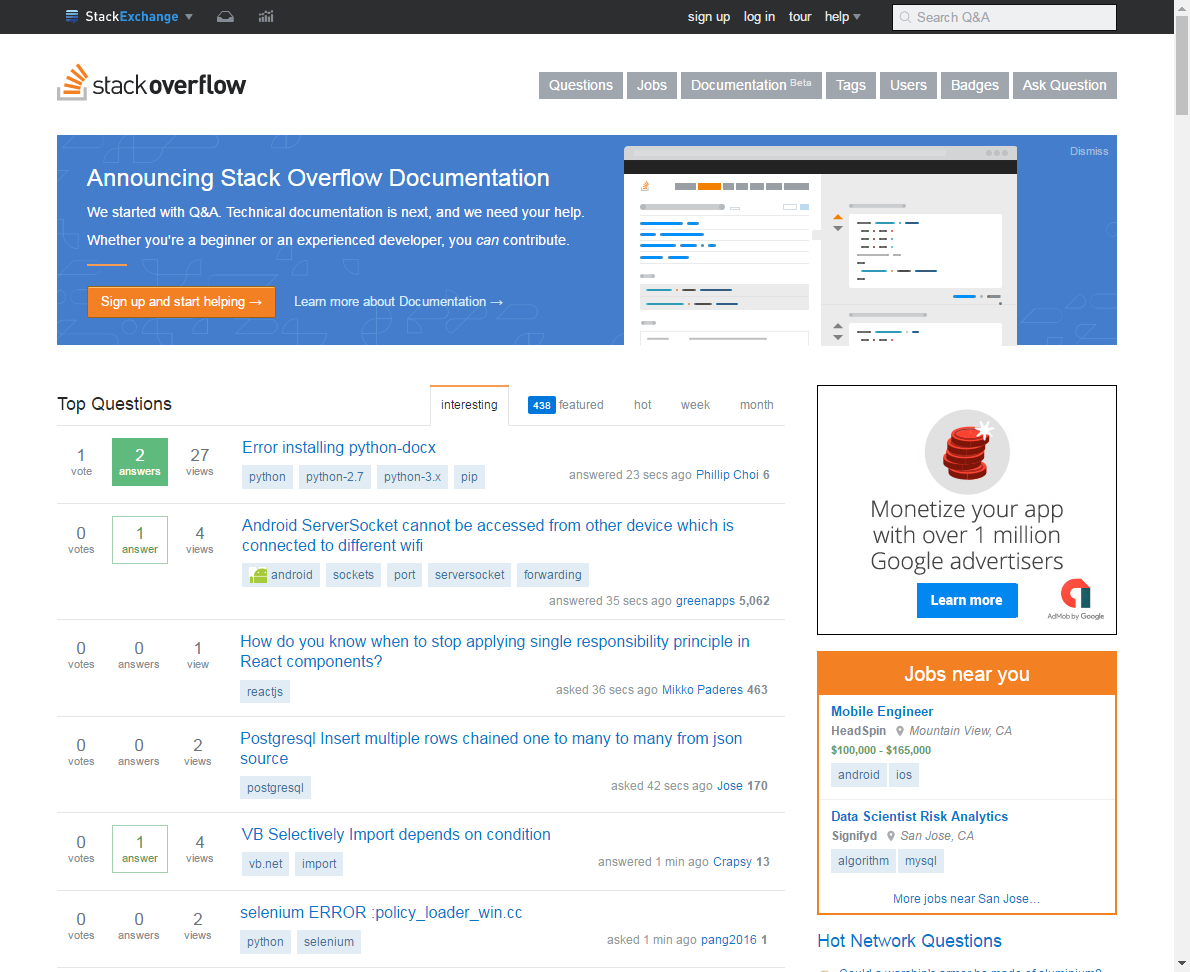 StackExchange sign up log in tour help Search Q&A
stackoverflow
Questions Jobs Documentation Beta Tags Users Badges Ask Question
Dismiss
Announcing Stack Overflow Documentation
We started with Q&A. Technical documentation is next, and we need your help.
Whether you're a beginner or an experienced developer, you can contribute.
Sign up and start helping → Learn more about Documentation →
Top Questions interesting 438 featured hot week month
1 vote 2 answers 27 views
Error installing python-docx
python python-2.7 python-3.x pip
answered 23 secs ago Phillip Choi 6
0 votes 1 answer 4 views
Android ServerSocket cannot be accessed from other device which is
connected to different wifi
android sockets port serversocket forwarding
answered 35 secs ago greenapps 5,062
0 votes 0 answers 1 view
How do you know when to stop applying single responsibility principle in
React components?
reactjs
asked 36 secs ago Mikko Paderes 463
0 votes 0 answers 2 views
Postgresql Insert multiple rows chained one to many to many from json
source
postgresql
asked 42 secs ago Jose 170
0 votes 1 answer 4 views
VB Selectively Import depends on condition
vb.net import
answered 1 min ago Crapsy 13
0 votes 0 answers 2 views
selenium ERROR :policy_loader_win.cc
python selenium
asked 1 min ago pang2016 1
Monetize your app
with over 1 million
Google advertisers
Learn more
AdMob by Google
Jobs near you
Mobile Engineer
HeadSpin Mountain View, CA
$100,000 - $165,000
android ios
Data Scientist Risk Analytics
Signifyd San Jose, CA
algorithm mysql
More jobs near San Jose...
Hot Network Questions
Could a warship's armor be made of aluminium?